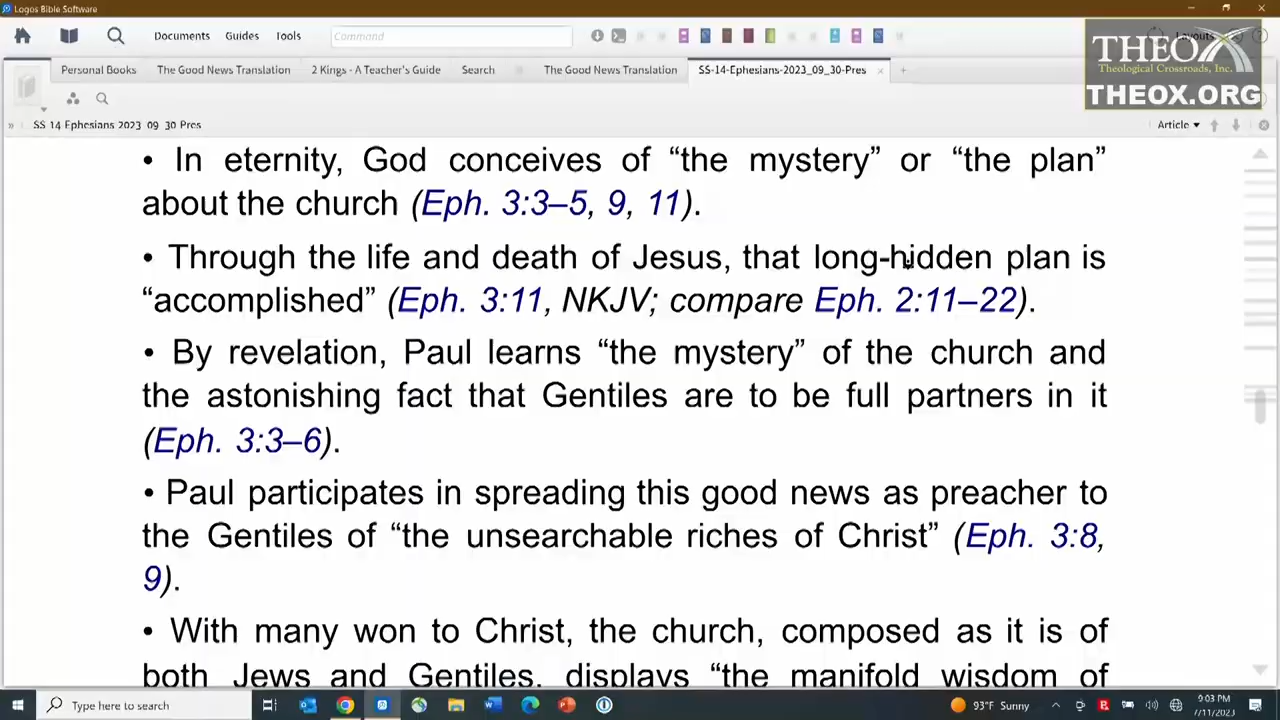 Logos Bible Software
Documents Guides Tools Command Layouts
THEOX
Theological Crossroads, Inc.
THEOX.ORG
Personal Books The Good News Translation 2 Kings - A Teacher's Guide The Good News Translation SS-14-Ephesians-2023_09_30-Pres
SS-14-Ephesians-2023_09_30-Pres Article
• In eternity, God conceives of “the mystery” or “the plan”
about the church (Eph. 3:3–5, 9, 11).
• Through the life and death of Jesus, that long-hidden plan is
“accomplished” (Eph. 3:11, NKJV; compare Eph. 2:11–22).
• By revelation, Paul learns “the mystery” of the church and
the astonishing fact that Gentiles are to be full partners in it
(Eph. 3:3–6).
• Paul participates in spreading this good news as preacher to
the Gentiles of “the unsearchable riches of Christ” (Eph. 3:8,
9).
• With many won to Christ, the church, composed as it is of
both Jews and Gentiles, displays “the manifold wisdom of
Type here to search 93°F Sunny 9:03 PM
7/11/2023